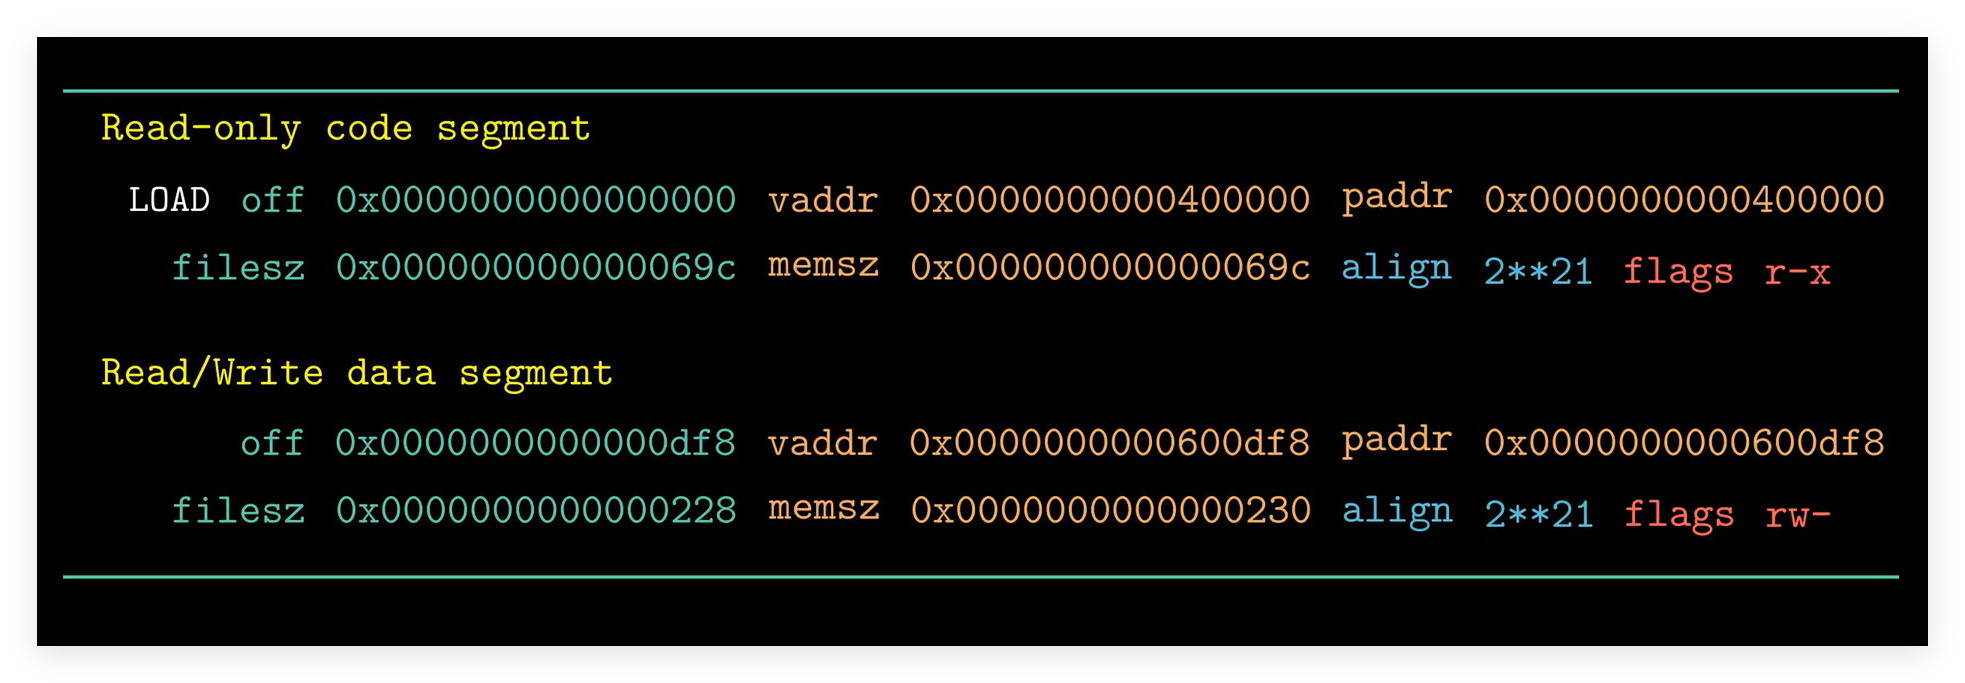 Read-only code segment
LOAD off 0x0000000000000000 vaddr 0x0000000000400000 paddr 0x0000000000400000
filesz 0x000000000000069c memsz 0x000000000000069c align 2**21 flags r-x
Read/Write data segment
off 0x0000000000000df8 vaddr 0x0000000000600df8 paddr 0x0000000000600df8
filesz 0x0000000000000228 memsz 0x0000000000000230 align 2**21 flags rw-